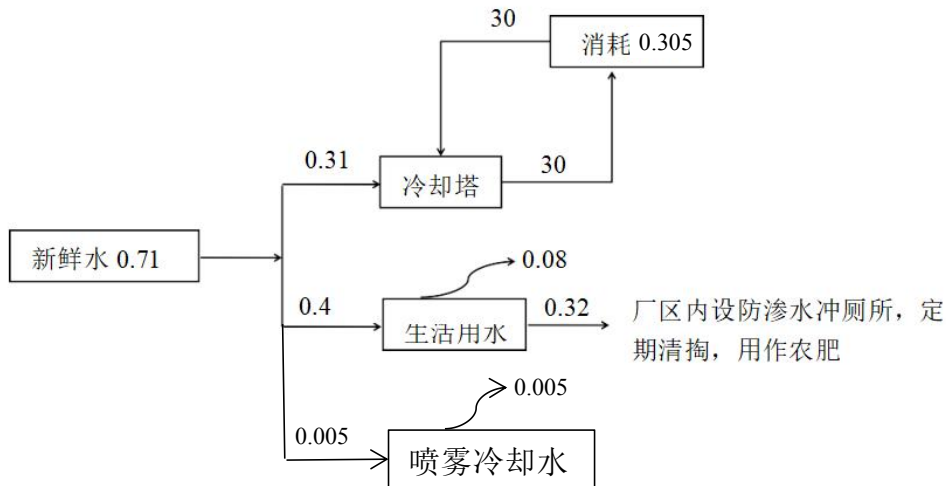 30
消耗 0.305
0.31
冷却塔
30
新鲜水 0.71
0.08
0.4
生活用水
0.32
厂区内设防渗水冲厕所，定
期清掏，用作农肥
0.005
0.005
喷雾冷却水